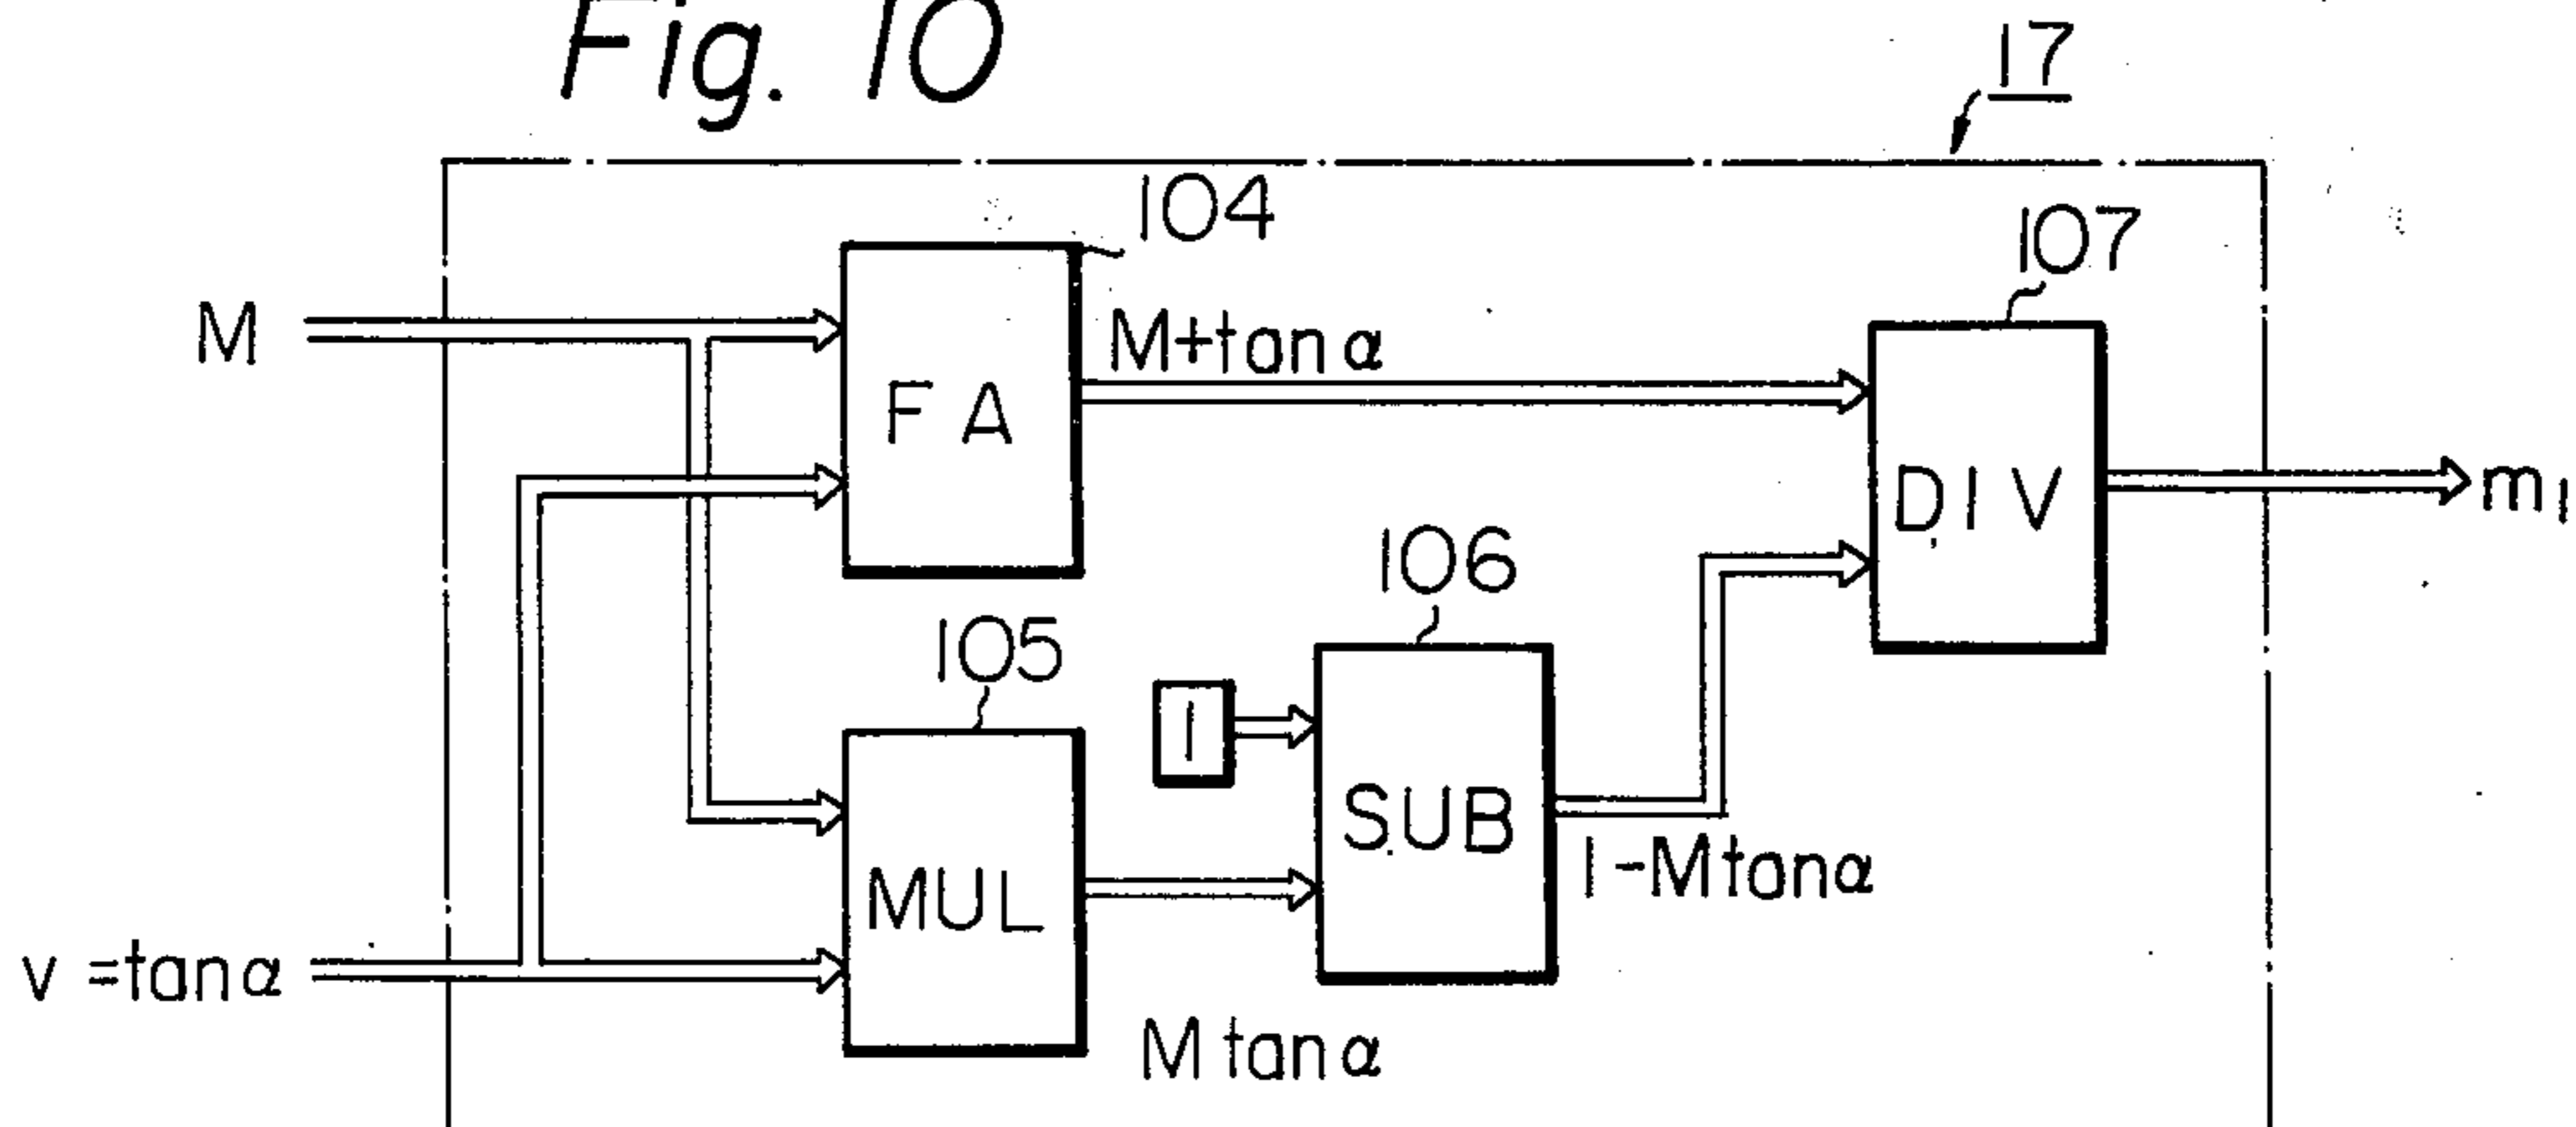 Fig. 10
17
104
107
M
M+tanα
FA
DIV
m1
106
105
1
SUB
MUL
1-Mtanα
v=tanα
Mtanα